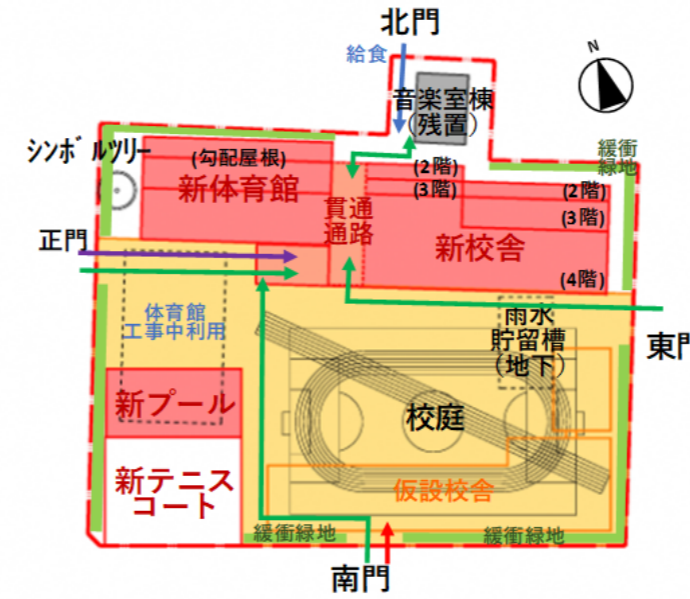 北門
給食
N
音楽室棟
(残置)
緩衝
緑地
シンボルツリー
(勾配屋根)
新体育館
貫通
通路
(2階)
(3階)
(2階)
(3階)
新校舎
(4階)
正門
体育館
工事中利用
雨水
貯留槽
(地下)
東門
新プール
校庭
新テニス
コート
仮設校舎
緩衝緑地
緩衝緑地
南門